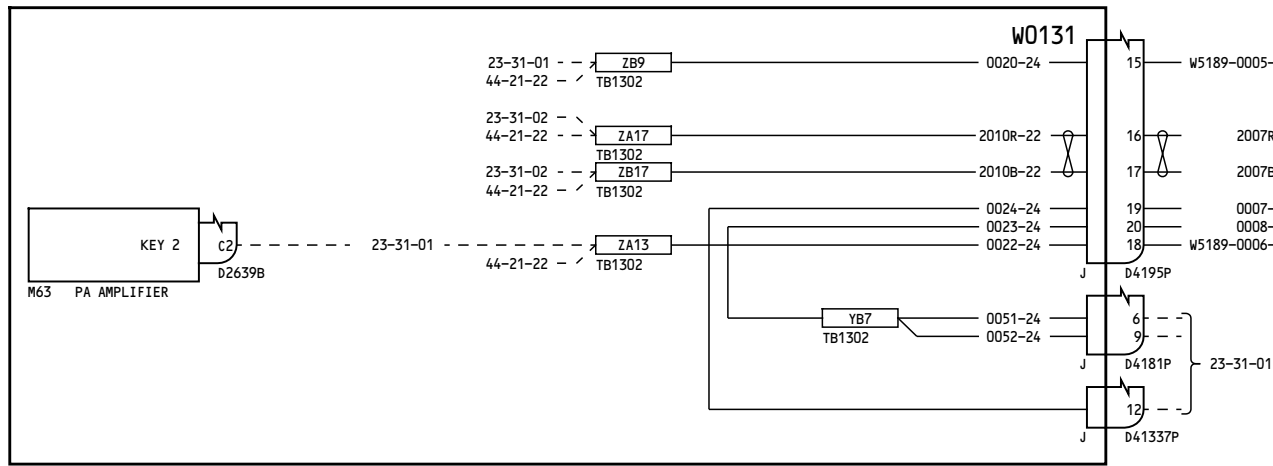 W0131
23-31-01 ZB9 0020-24 15 W5189-0005-
44-21-22 TB1302
23-31-02
44-21-22 ZA17 2010R-22 16 2007R
TB1302
23-31-02 ZB17 2010B-22 17 2007B
44-21-22 TB1302
0024-24 19 0007-
0023-24 20 0008-
KEY 2 C2 23-31-01 ZA13 0022-24 18 W5189-0006-
44-21-22 TB1302
D2639B J D4195P
M63 PA AMPLIFIER
YB7 0051-24 6
TB1302 0052-24 9
J D4181P 23-31-01
12
J D41337P